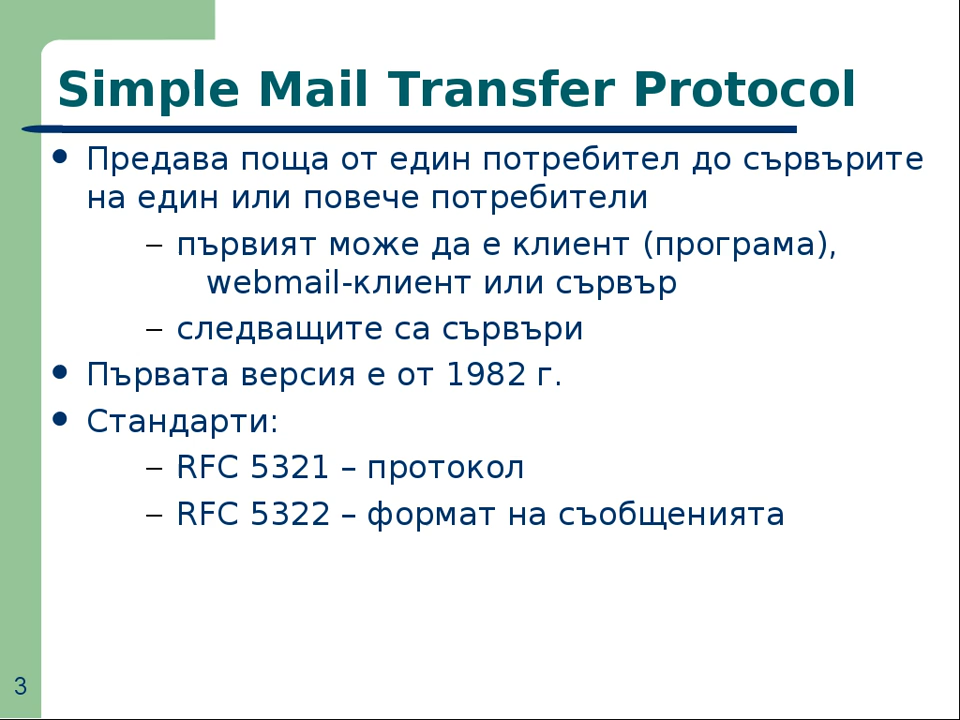 Simple Mail Transfer Protocol
● Предава поща от един потребител до сървърите
на един или повече потребители
– първият може да е клиент (програма),
webmail-клиент или сървър
– следващите са сървъри
● Първата версия е от 1982 г.
● Стандарти:
– RFC 5321 – протокол
– RFC 5322 – формат на съобщенията
3